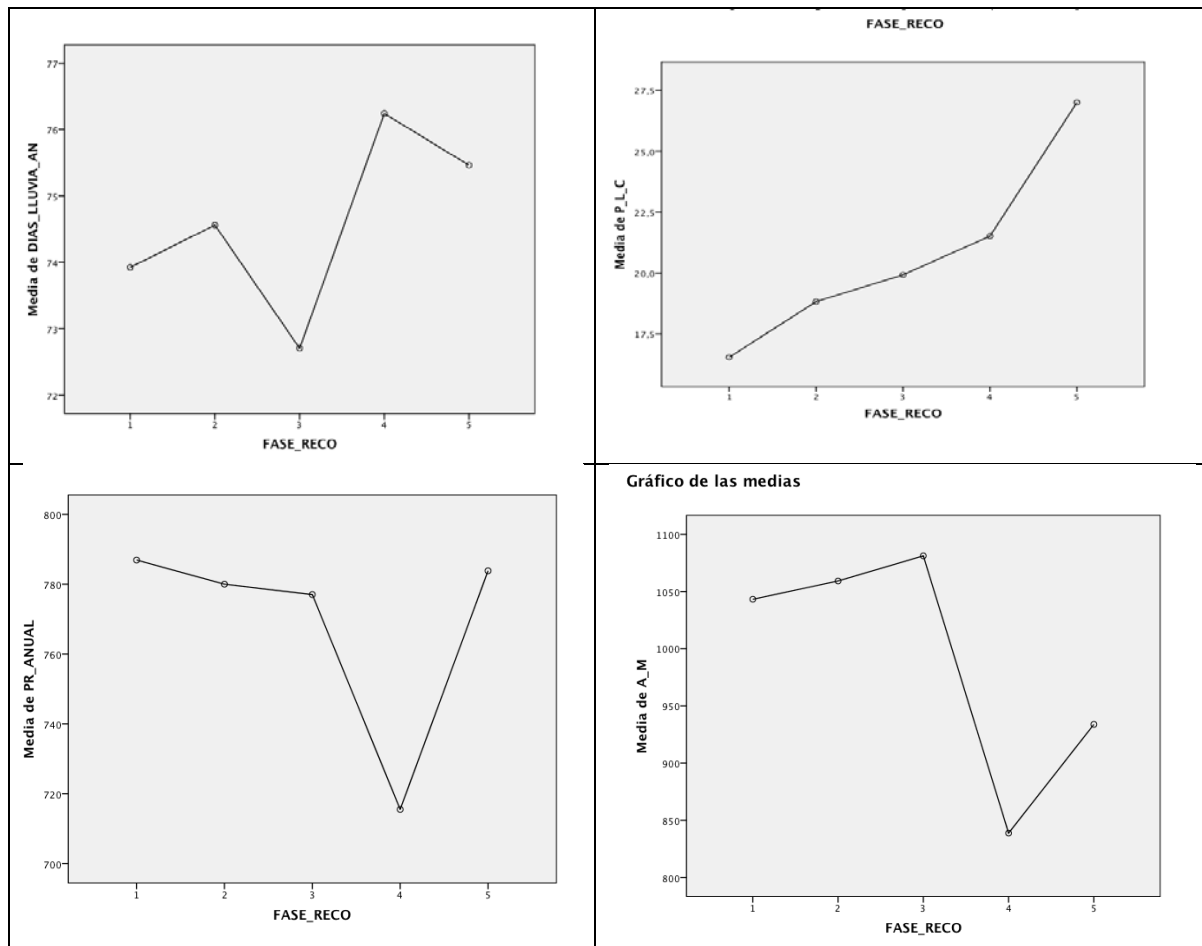 77
76
75
74
73
72
Media de DIAS_LLUVIA_AN
1 2 3 4 5
FASE_RECO
FASE_RECO
27,5
25,0
22,5
20,0
17,5
Media de P_L_C
1 2 3 4 5
FASE_RECO
800
780
760
740
720
700
Media de PR_ANUAL
1 2 3 4 5
FASE_RECO
Gráfico de las medias
1100
1050
1000
950
900
850
800
Media de A_M
1 2 3 4 5
FASE_RECO